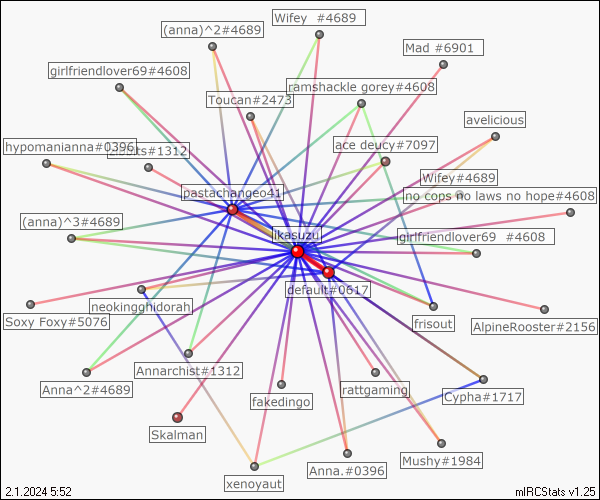 Wifey  #4689
(anna)^2#4689
Mad #6901
girlfriendlover69#4608
ramshackle gorey#4608
Toucan#2473
avelicious
hypomanianna#0396
#1312
ace deucy#7097
Wifey#4689
pastachangeo41
no cops no laws no hope#4608
(anna)^3#4689
ikasuzu
girlfriendlover69  #4608
default#0617
neokingghidorah
Soxy Foxy#5076
frisout
AlpineRooster#2156
Annarchist#1312
Anna^2#4689
rattgaming
Cypha#1717
fakedingo
Skalman
Mushy#1984
Anna.#0396
xenoyaut
2.1.2024 5:52
mIRCStats v1.25